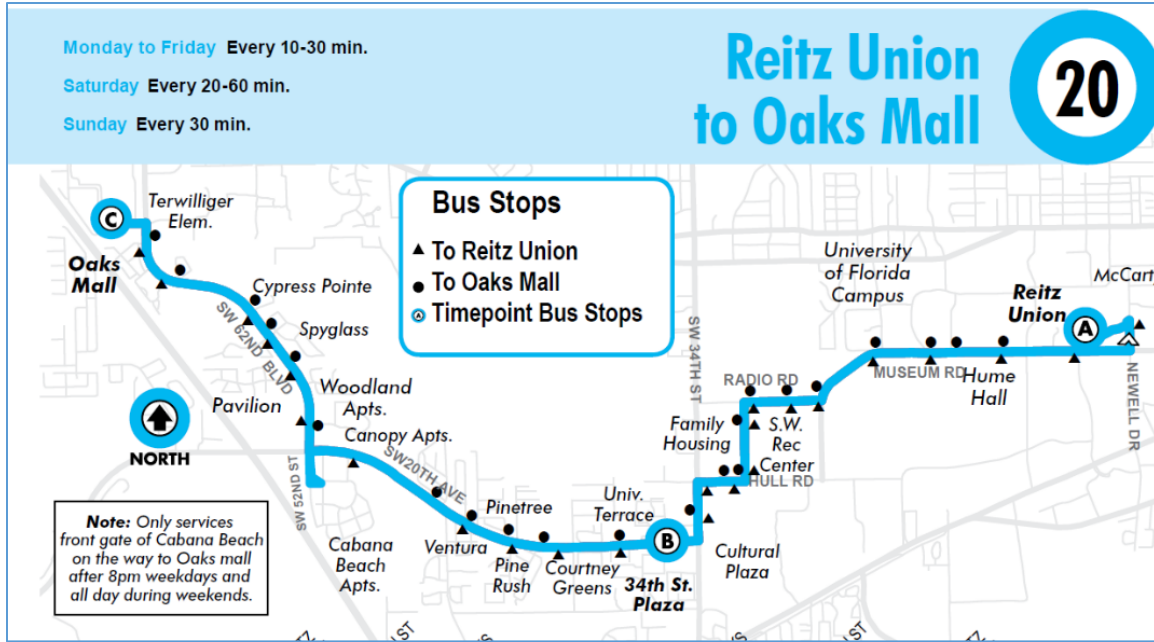 Monday to Friday Every 10-30 min.
Saturday Every 20-60 min.
Sunday Every 30 min.
Reitz Union
to Oaks Mall
20
Bus Stops
To Reitz Union
To Oaks Mall
A Timepoint Bus Stops
C
Terwilliger
Elem.
Oaks
Mall
Cypress Pointe
SW 62ND BLVD
Spyglass
Woodland
Apts.
Pavilion
Canopy Apts.
NORTH
SW 52ND ST
SW20TH AVE
Cabana
Beach
Apts.
Pinetree
Ventura
Pine
Rush
Courtney
Greens
Univ.
Terrace
B
34th St.
Plaza
Cultural
Plaza
SW 34TH ST
Family
Housing
RADIO RD
S.W.
Rec
Center
HULL RD
University
of Florida
Campus
MUSEUM RD
Hume
Hall
Reitz
Union
A
McCart
NEWELL DR
Note: Only services
front gate of Cabana Beach
on the way to Oaks mall
after 8pm weekdays and
all day during weekends.
ST
ST